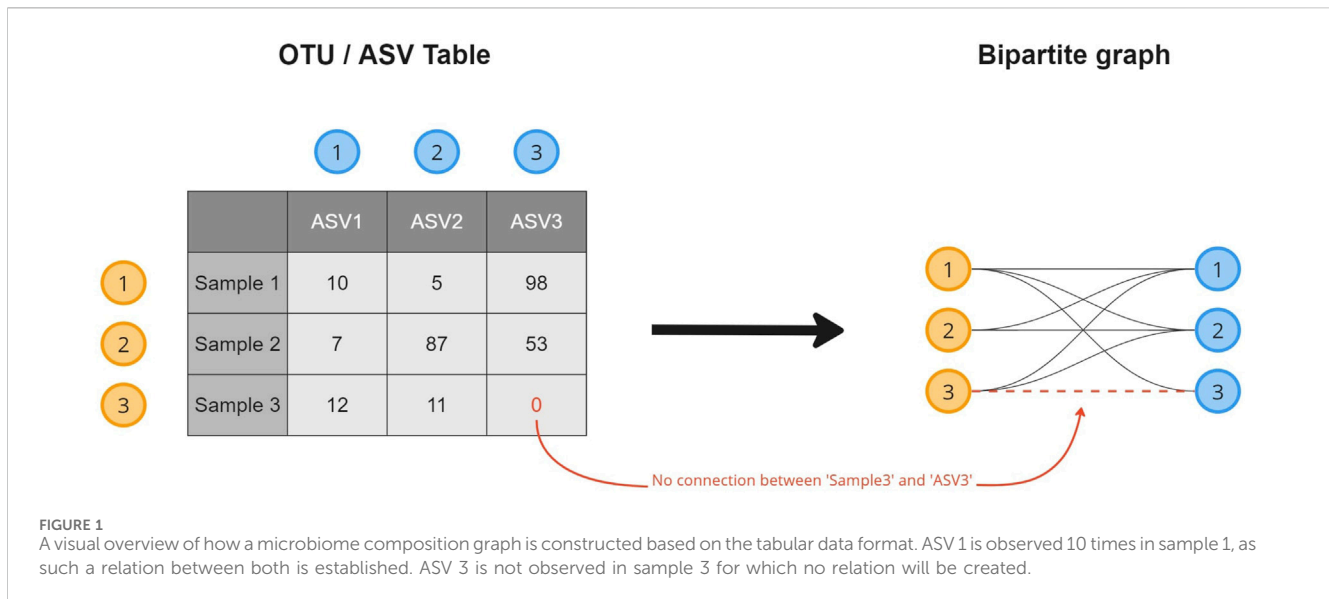 OTU / ASV Table
Bipartite graph
1 2 3
ASV1 ASV2 ASV3
1 Sample 1 10 5 98
2 Sample 2 7 87 53
3 Sample 3 12 11 0
1 1
2 2
3 3
No connection between 'Sample3' and 'ASV3'
FIGURE 1
A visual overview of how a microbiome composition graph is constructed based on the tabular data format. ASV 1 is observed 10 times in sample 1, as
such a relation between both is established. ASV 3 is not observed in sample 3 for which no relation will be created.